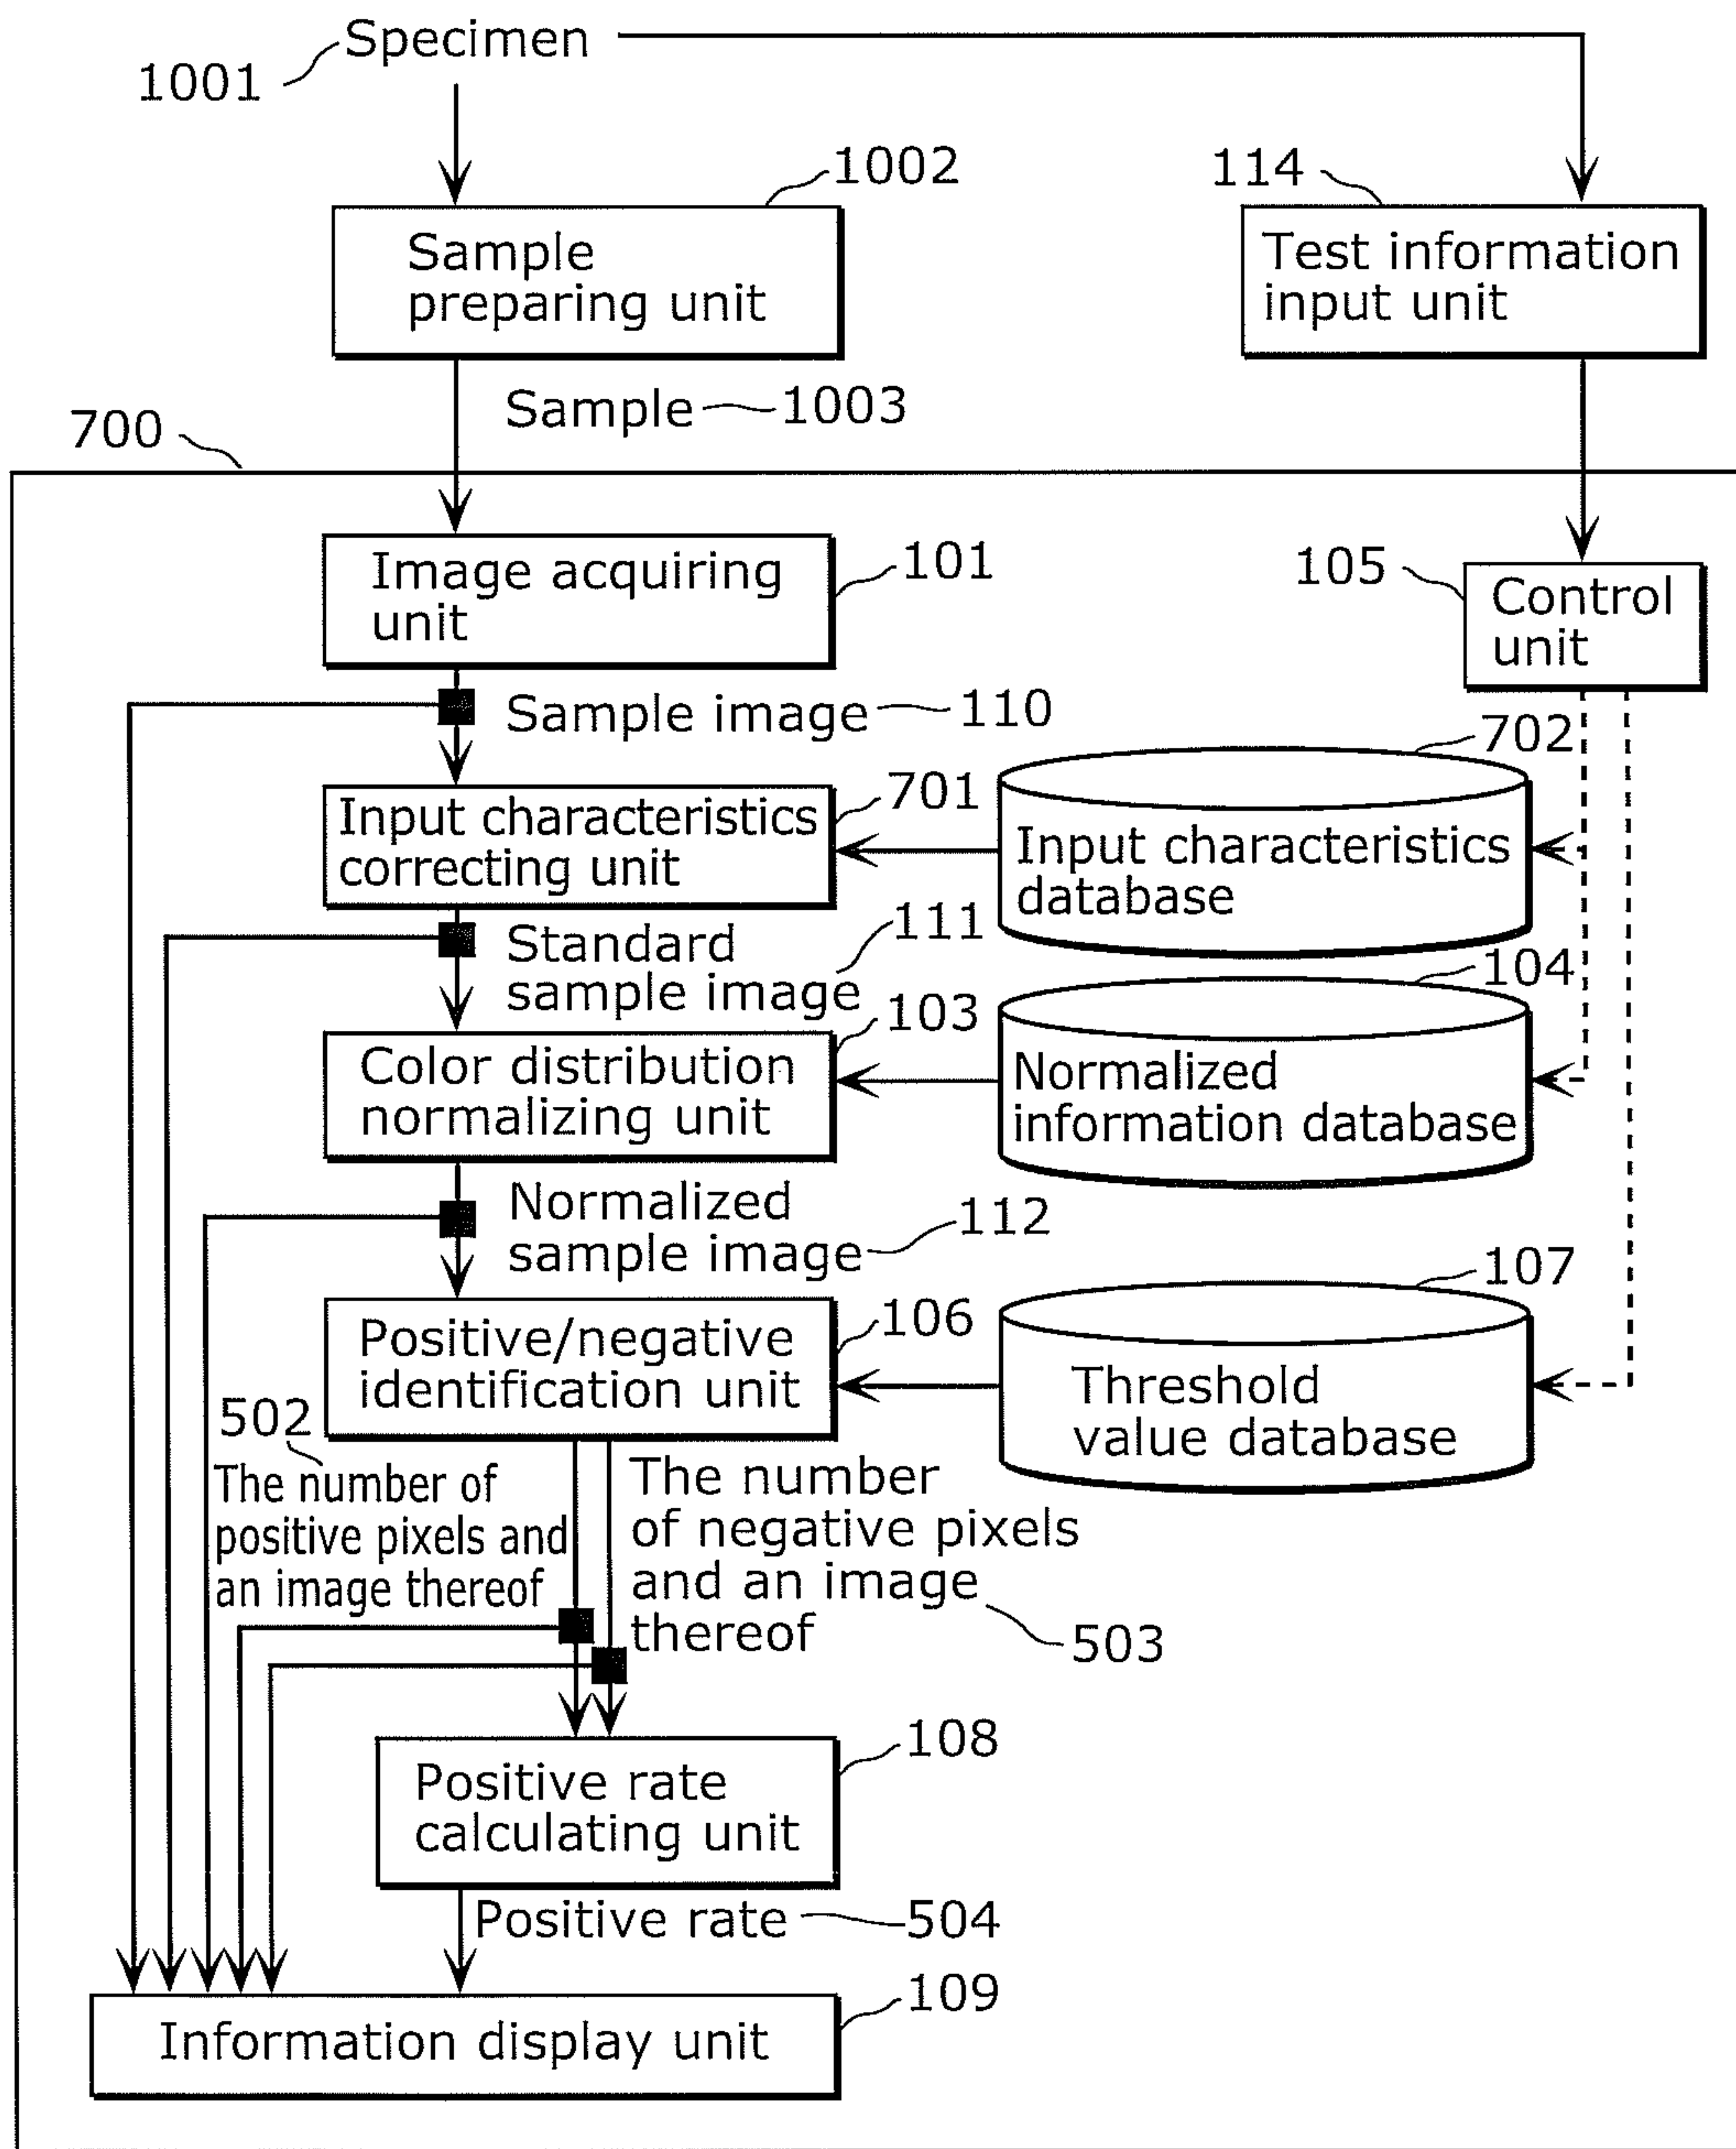 Specimen
1001
1002
114
Sample
preparing unit
Test information
input unit
Sample
1003
700
Image acquiring
unit
101
105
Control
unit
Sample image
110
702
Input characteristics
correcting unit
701
Input characteristics
database
Standard
sample image
111
104
103
Color distribution
normalizing unit
Normalized
information database
Normalized
sample image
112
107
Positive/negative
identification unit
106
Threshold
value database
502
The number of
positive pixels and
an image thereof
The number
of negative pixels
and an image
thereof
503
108
Positive rate
calculating unit
Positive rate
504
109
Information display unit